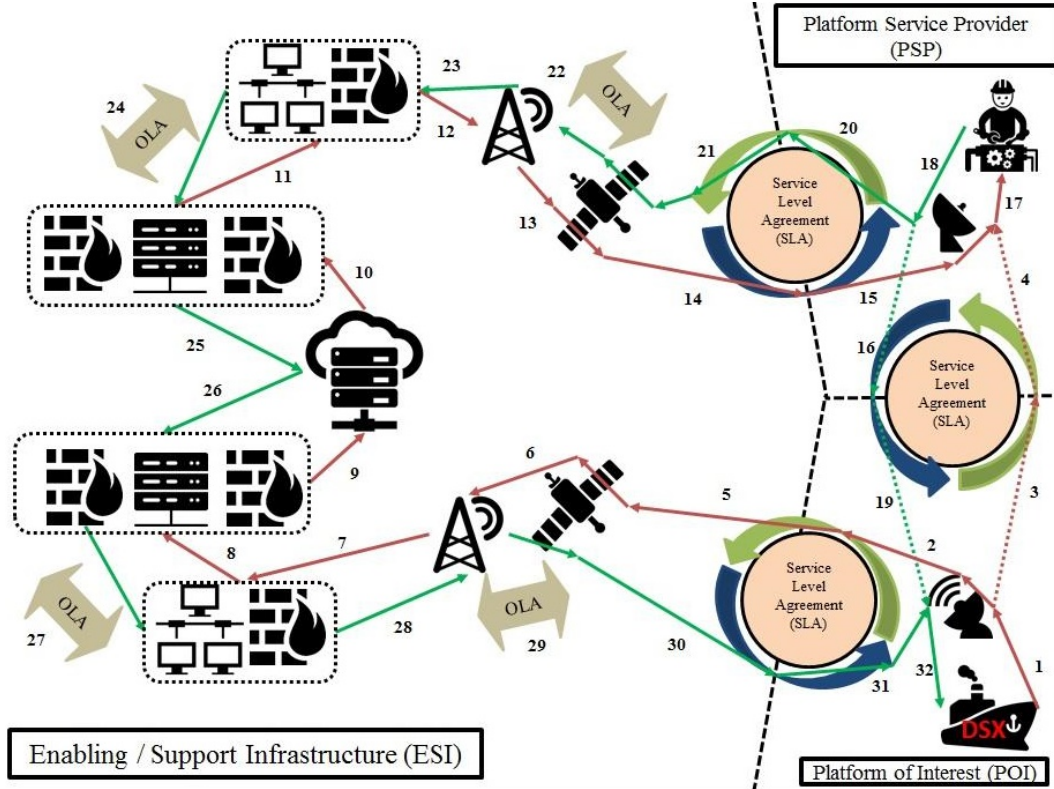 Platform Service Provider
(PSP)
23
22
24
OLA
OLA
12
20
21
18
Service
Level
Agreement
(SLA)
11
17
13
10
4
14
15
16
25
Service
Level
Agreement
(SLA)
26
6
9
5
19
3
7
8
2
Service
Level
Agreement
(SLA)
OLA
27
OLA
28
29
30
31
32
1
DSX
Enabling / Support Infrastructure (ESI)
Platform of Interest (POI)